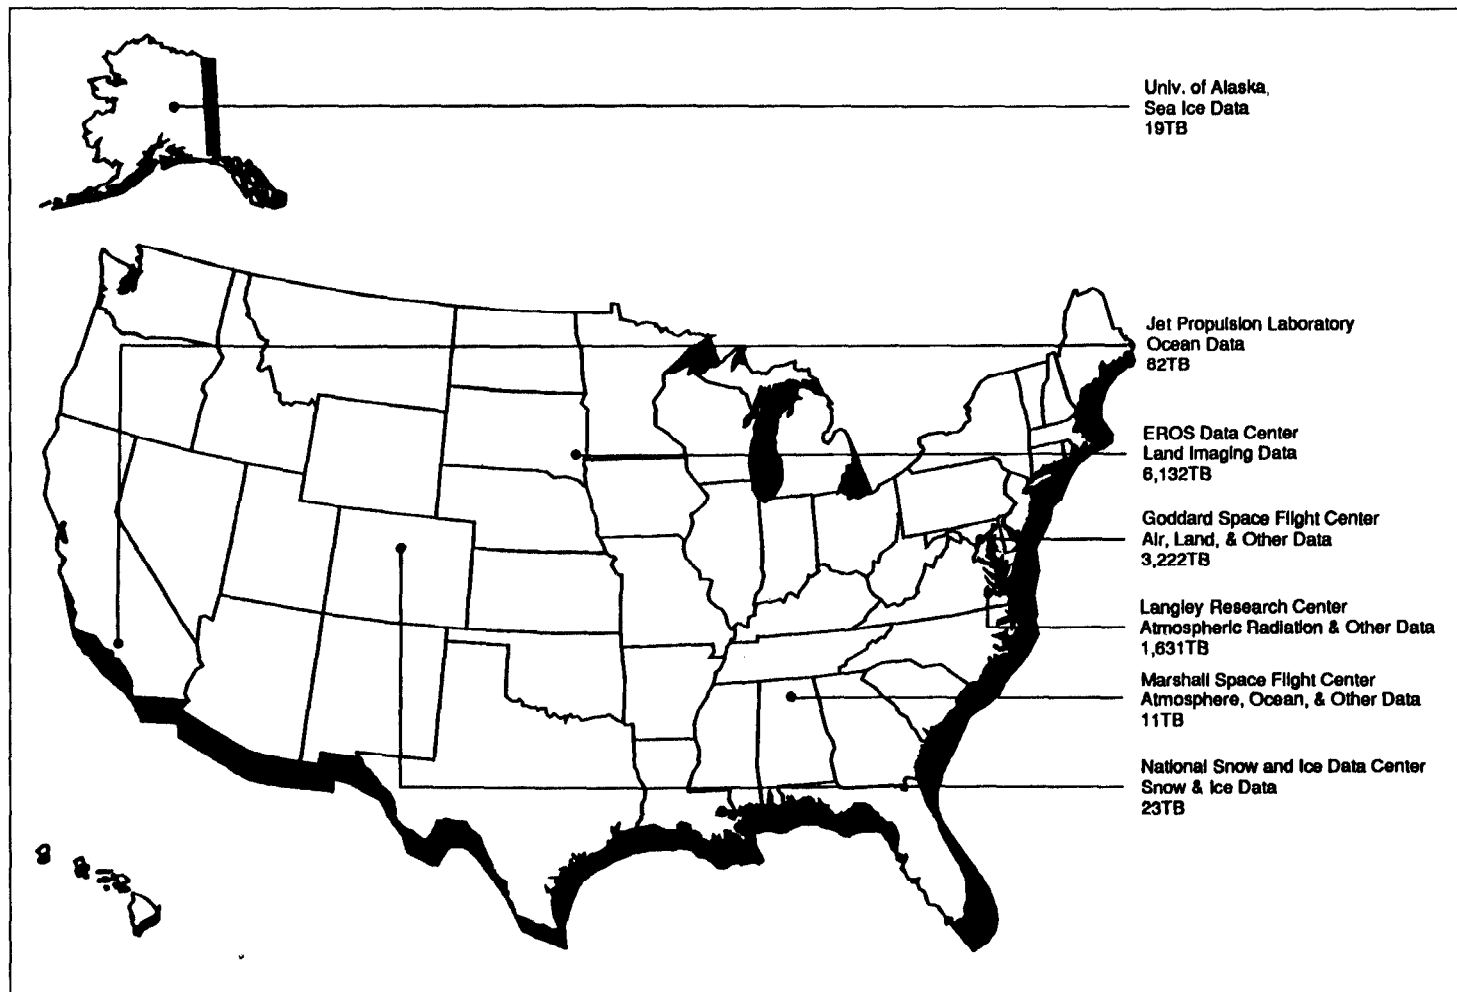 Univ. of Alaska,
Sea Ice Data
19TB
Jet Propulsion Laboratory
Ocean Data
82TB
EROS Data Center
Land Imaging Data
6,132TB
Goddard Space Flight Center
Air, Land, & Other Data
3,222TB
Langley Research Center
Atmospheric Radiation & Other Data
1,631TB
Marshall Space Flight Center
Atmosphere, Ocean, & Other Data
11TB
National Snow and Ice Data Center
Snow & Ice Data
23TB